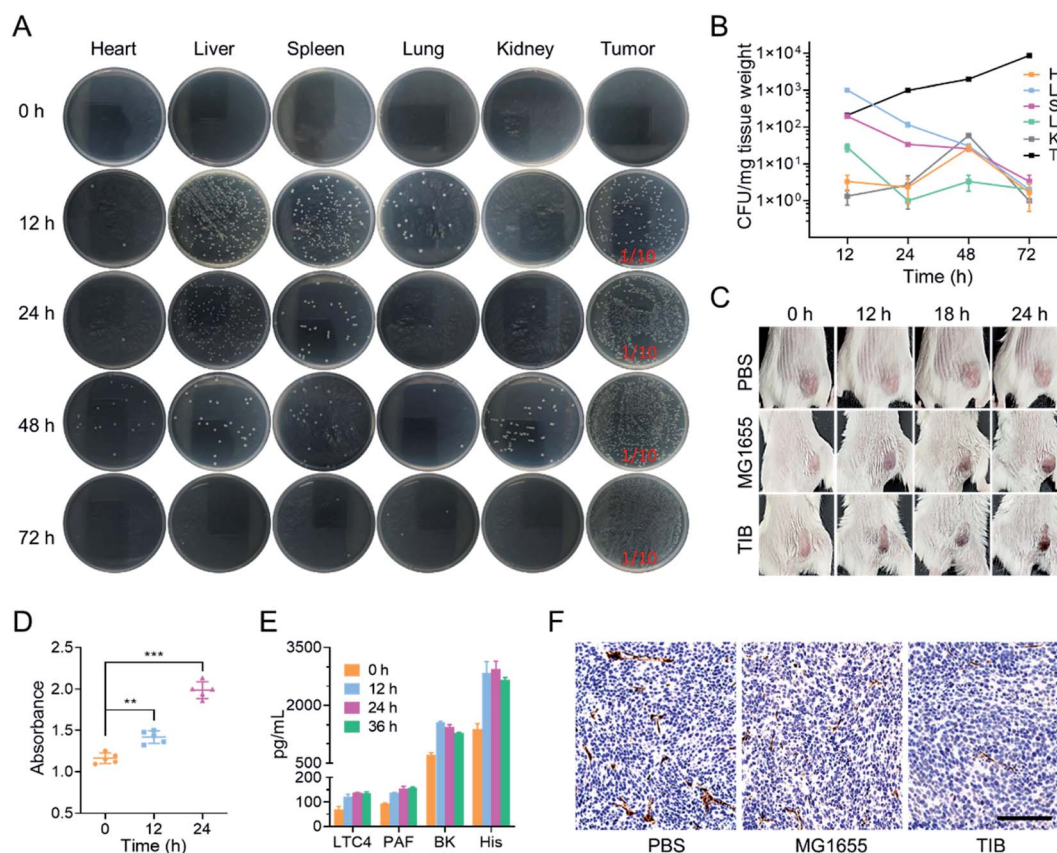 A
Heart Liver Spleen Lung Kidney Tumor
0 h
12 h
1/10
24 h
1/10
48 h
1/10
72 h
1/10
B
CFU/mg tissue weight
1×10⁴
1×10³
1×10²
1×10¹
1×10⁰
12 24 48 72
Time (h)
H
L
S
L
K
T
C
0 h 12 h 18 h 24 h
PBS
MG1655
TIB
D
Absorbance
2.5
2.0
1.5
1.0
0.5
***
**
0 12 24
Time (h)
E
pg/mL
3500
2000
500
200
100
0
0 h
12 h
24 h
36 h
LTC4 PAF BK His
F
PBS MG1655 TIB